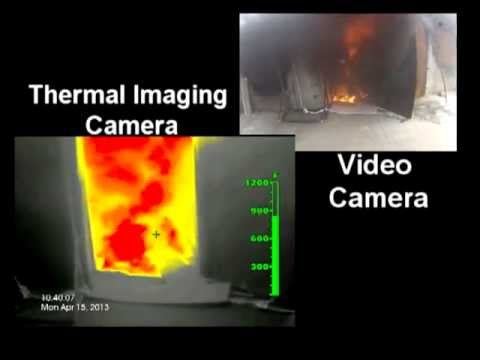 Thermal Imaging
Camera
Video
Camera
1200
900
600
300
10:40:07
Mon Apr 15, 2013